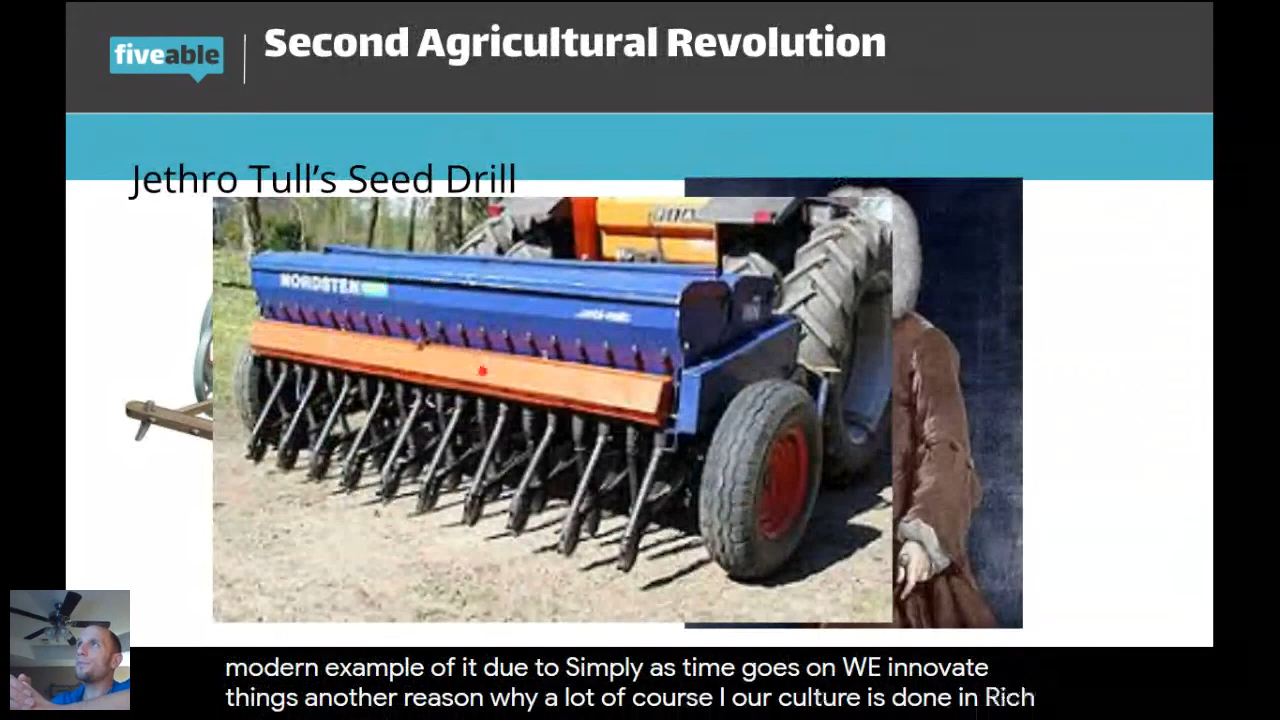 fiveable
Second Agricultural Revolution
Jethro Tull's Seed Drill
NORDSTEN
modern example of it due to Simply as time goes on WE innovate
things another reason why a lot of course I our culture is done in Rich